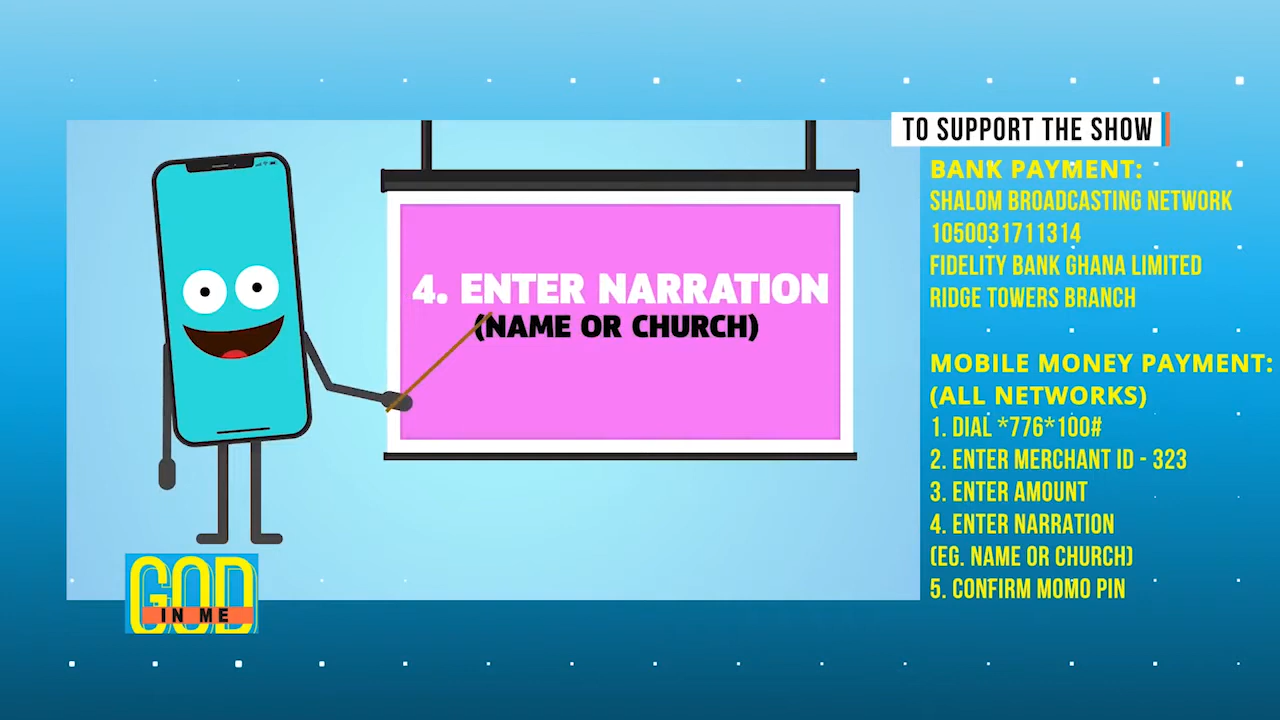 TO SUPPORT THE SHOW
BANK PAYMENT:
SHALOM BROADCASTING NETWORK
1050031711314
FIDELITY BANK GHANA LIMITED
RIDGE TOWERS BRANCH
MOBILE MONEY PAYMENT:
(ALL NETWORKS)
1. DIAL *776*100#
2. ENTER MERCHANT ID - 323
3. ENTER AMOUNT
4. ENTER NARRATION
(EG. NAME OR CHURCH)
5. CONFIRM MOMO PIN
4. ENTER NARRATION
(NAME OR CHURCH)
GOD
IN ME